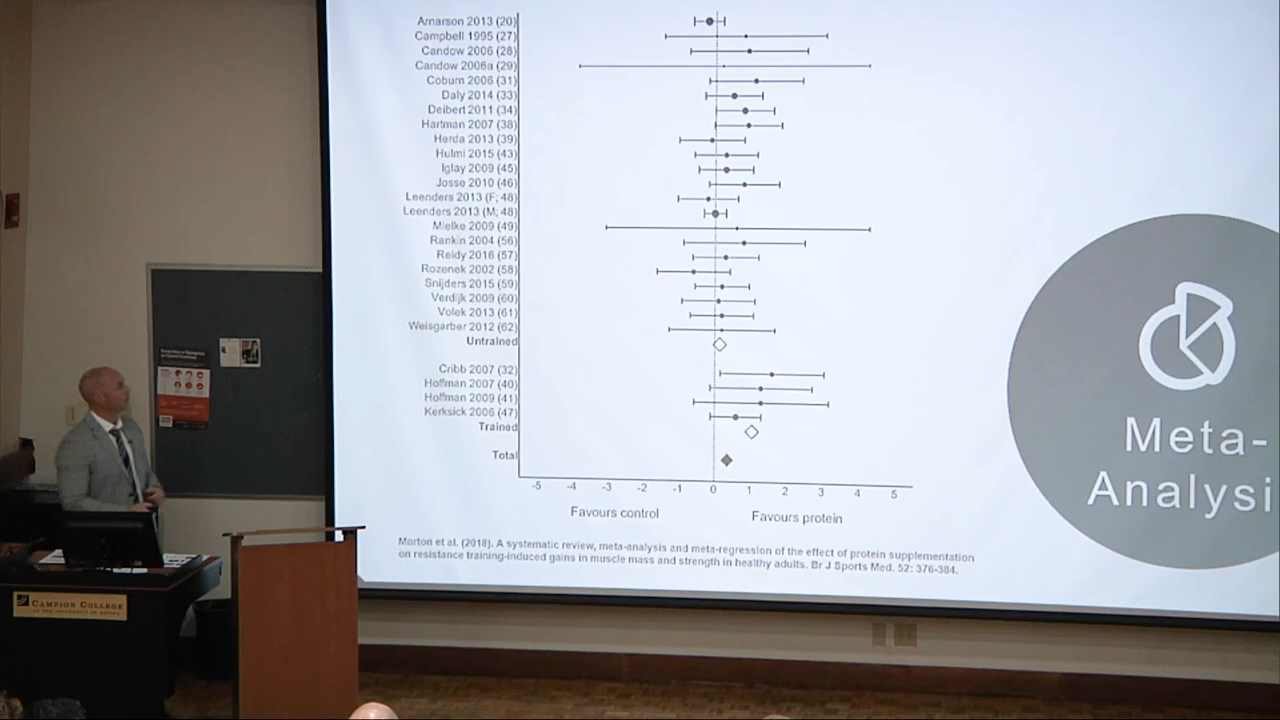 Arnarson 2013 (20)
Campbell 1995 (27)
Candow 2006 (28)
Candow 2006a (29)
Coburn 2006 (31)
Daly 2014 (33)
Deibert 2011 (34)
Hartman 2007 (38)
Herda 2013 (39)
Hulmi 2015 (43)
Iglay 2009 (45)
Josse 2010 (46)
Leenders 2013 (F; 48)
Leenders 2013 (M; 48)
Mielke 2009 (49)
Rankin 2004 (56)
Reidy 2016 (57)
Rozenek 2002 (58)
Snijders 2015 (59)
Verdijk 2009 (60)
Volek 2013 (61)
Weisgarber 2012 (62)
Untrained
Cribb 2007 (32)
Hoffman 2007 (40)
Hoffman 2009 (41)
Kerksick 2006 (47)
Trained
Total
-5 -4 -3 -2 -1 0 1 2 3 4 5
Favours control Favours protein
Morton et al. (2018). A systematic review, meta-analysis and meta-regression of the effect of protein supplementation
on resistance training-induced gains in muscle mass and strength in healthy adults. Br J Sports Med. 52: 376-384.
Meta-
Analysi
CAMPION COLLEGE
AT THE UNIVERSITY OF REGINA